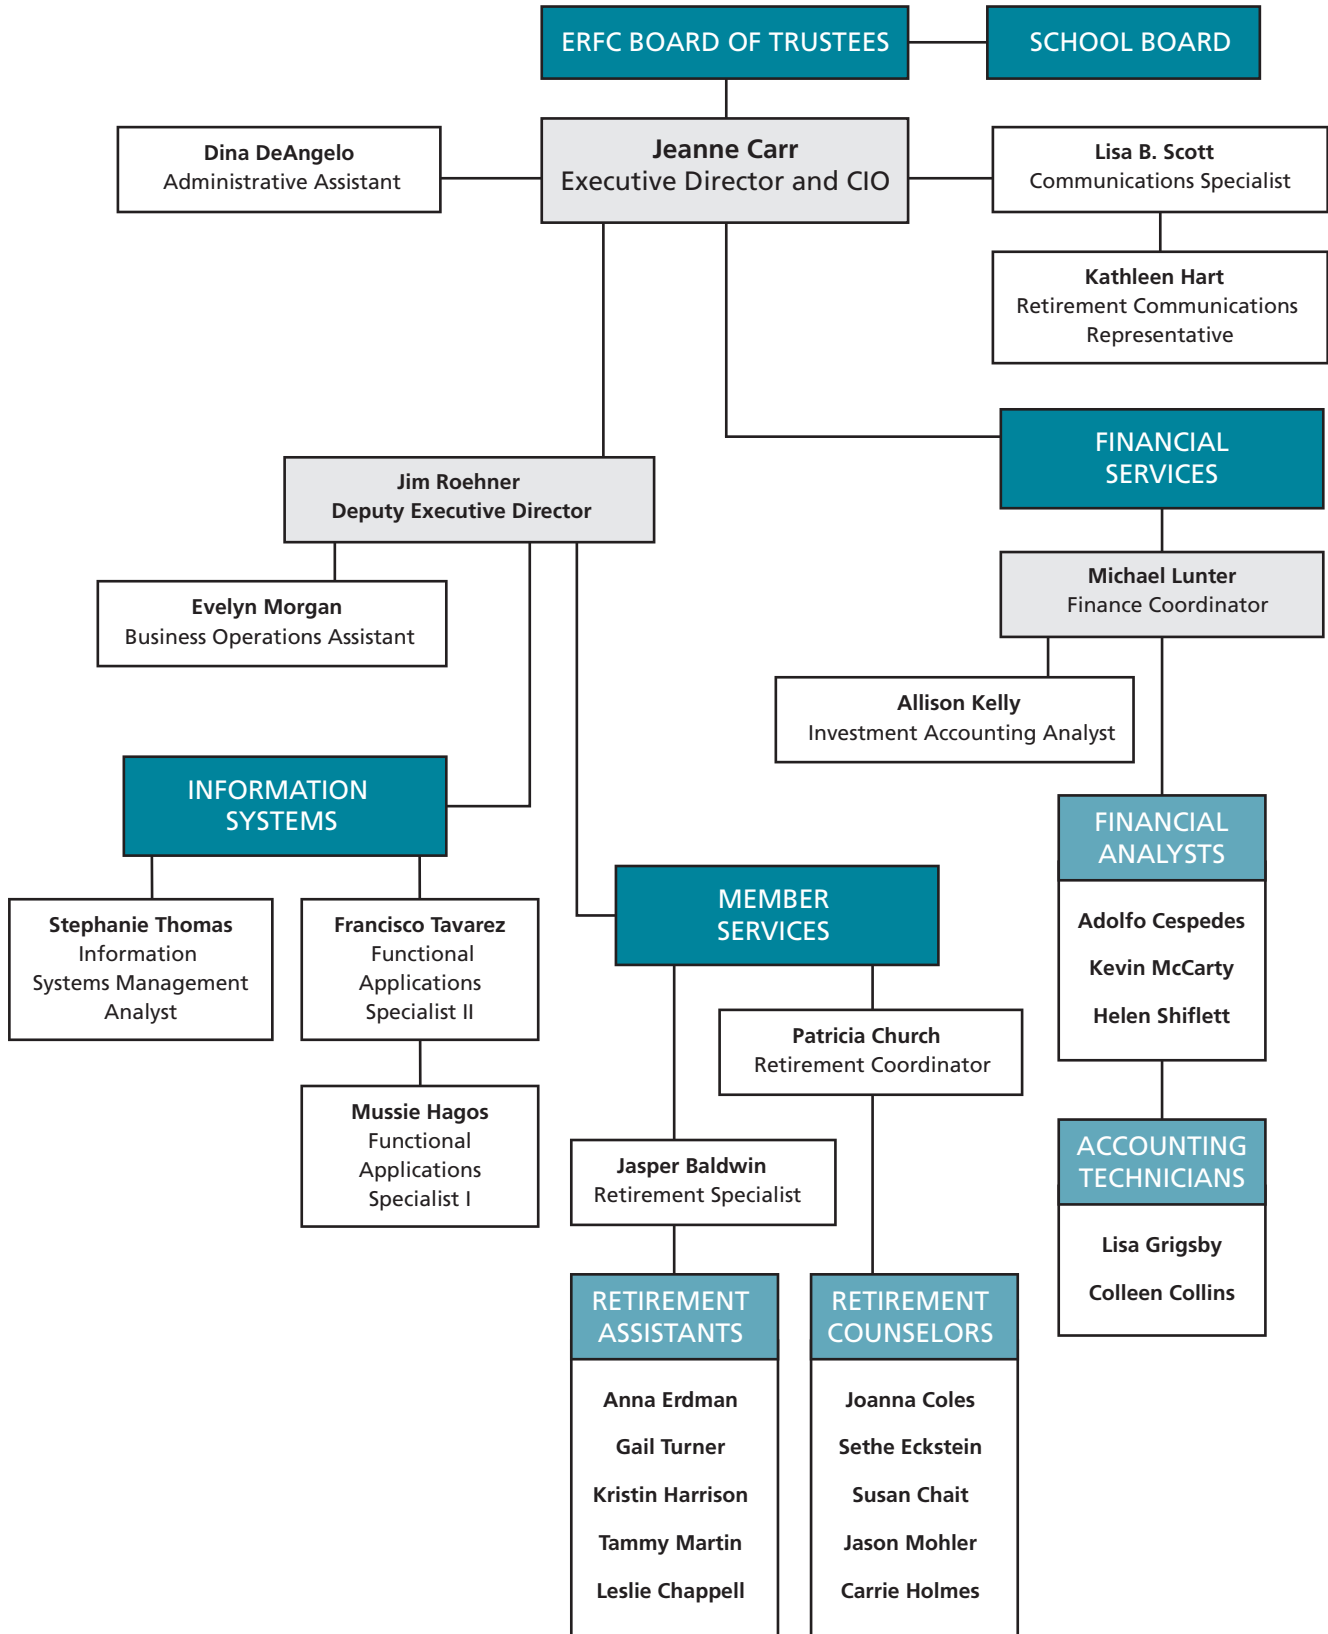 ERFC BOARD OF TRUSTEES
SCHOOL BOARD
Dina DeAngelo
Administrative Assistant
Jeanne Carr
Executive Director and CIO
Lisa B. Scott
Communications Specialist
Kathleen Hart
Retirement Communications
Representative
FINANCIAL
SERVICES
Jim Roehner
Deputy Executive Director
Michael Lunter
Finance Coordinator
Evelyn Morgan
Business Operations Assistant
Allison Kelly
Investment Accounting Analyst
INFORMATION
SYSTEMS
FINANCIAL
ANALYSTS
Adolfo Cespedes
Kevin McCarty
Helen Shiflett
MEMBER
SERVICES
Stephanie Thomas
Information
Systems Management
Analyst
Francisco Tavarez
Functional
Applications
Specialist II
Patricia Church
Retirement Coordinator
Mussie Hagos
Functional
Applications
Specialist I
Jasper Baldwin
Retirement Specialist
ACCOUNTING
TECHNICIANS
Lisa Grigsby
Colleen Collins
RETIREMENT
ASSISTANTS
Anna Erdman
Gail Turner
Kristin Harrison
Tammy Martin
Leslie Chappell
RETIREMENT
COUNSELORS
Joanna Coles
Sethe Eckstein
Susan Chait
Jason Mohler
Carrie Holmes